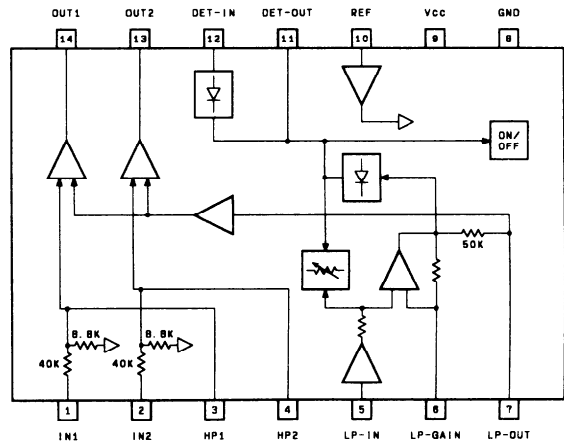 OUT1 OUT2 DET-IN DET-OUT REF Vcc GND
14 13 12 11 10 9 8
ON/
OFF
50K
8.8K 8.8K
40K 40K
1 2 3 4 5 6 7
IN1 IN2 HP1 HP2 LP-IN LP-GAIN LP-OUT